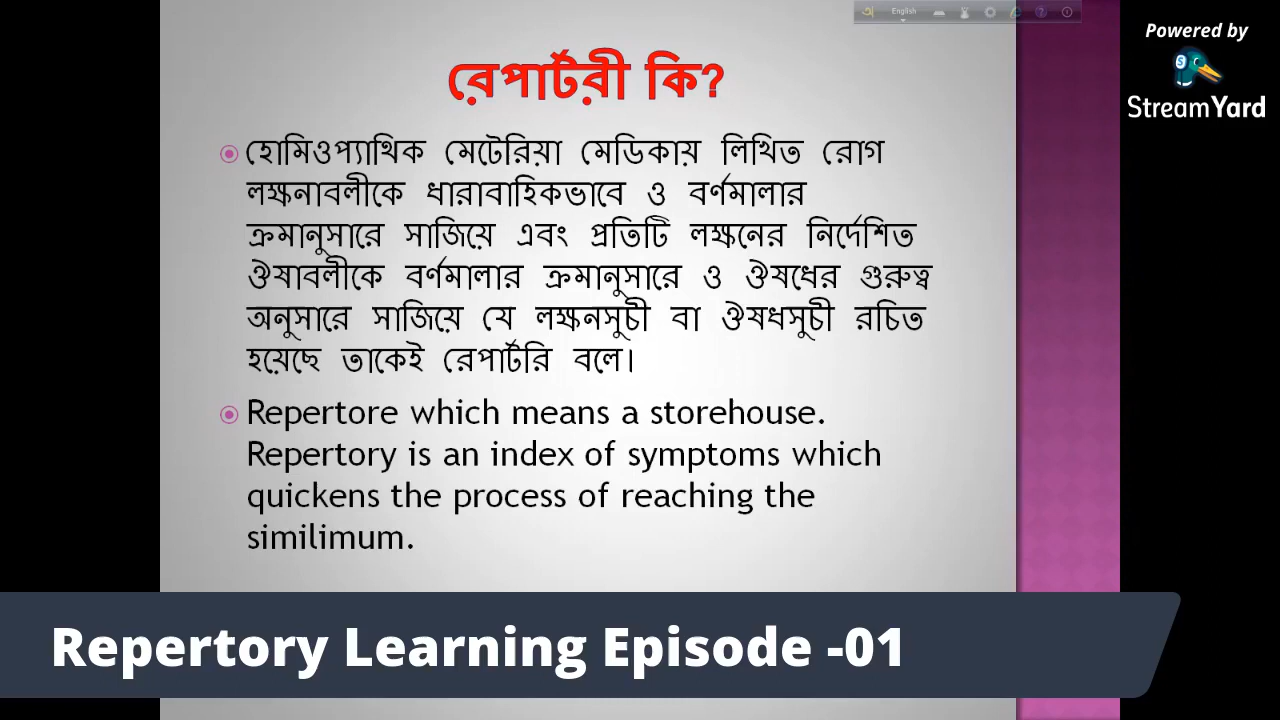 অ English
Powered by
StreamYard
রেপার্টরী কি?
হোমিওপ্যাথিক মেটেরিয়া মেডিকায় লিখিত রোগ
লক্ষনাবলীকে ধারাবাহিকভাবে ও বর্ণমালার
ক্রমানুসারে সাজিয়ে এবং প্রতিটি লক্ষনের নির্দেশিত
ঔষাবলীকে বর্ণমালার ক্রমানুসারে ও ঔষধের গুরুত্ব
অনুসারে সাজিয়ে যে লক্ষনসুচী বা ঔষধসুচী রচিত
হয়েছে তাকেই রেপার্টরি বলে।
Repertore which means a storehouse.
Repertory is an index of symptoms which
quickens the process of reaching the
similimum.
Repertory Learning Episode -01